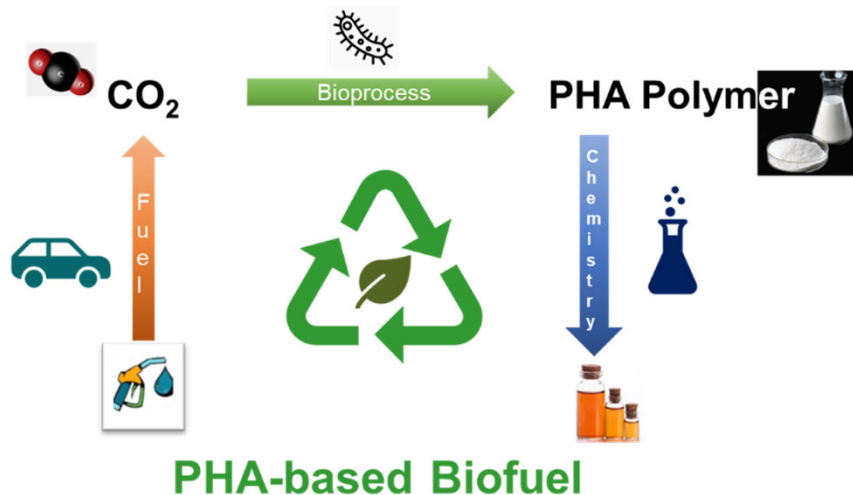 CO₂
Bioprocess
PHA Polymer
Fuel
Chemistry
PHA-based Biofuel